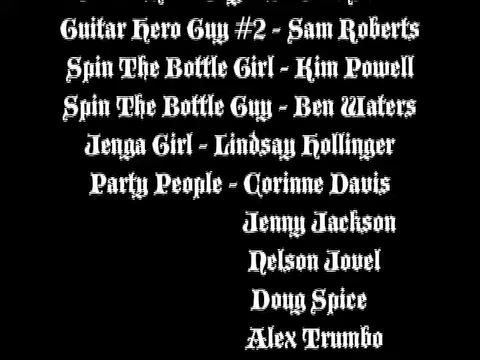 Guitar Hero Guy #2 - Sam Roberts
Spin The Bottle Girl - Kim Powell
Spin The Bottle Guy - Ben Waters
Jenga Girl - Lindsay Hollinger
Party People - Corinne Davis
Jenny Jackson
Nelson Jovel
Doug Spice
Alex Trumbo